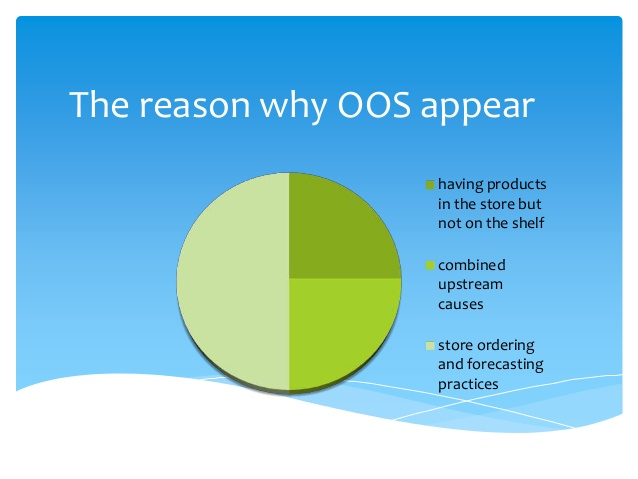 The reason why OOS appear
having products
in the store but
not on the shelf
combined
upstream
causes
store ordering
and forecasting
practices